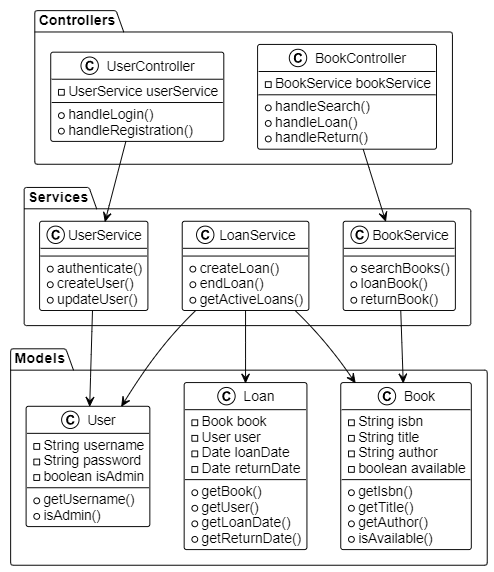 Controllers
C UserController
UserService userService
handleLogin()
handleRegistration()
C BookController
BookService bookService
handleSearch()
handleLoan()
handleReturn()
Services
C UserService
authenticate()
createUser()
updateUser()
C LoanService
createLoan()
endLoan()
getActiveLoans()
C BookService
searchBooks()
loanBook()
returnBook()
Models
C User
String username
String password
boolean isAdmin
getUsername()
isAdmin()
C Loan
Book book
User user
Date loanDate
Date returnDate
getBook()
getUser()
getLoanDate()
getReturnDate()
C Book
String isbn
String title
String author
boolean available
getIsbn()
getTitle()
getAuthor()
isAvailable()